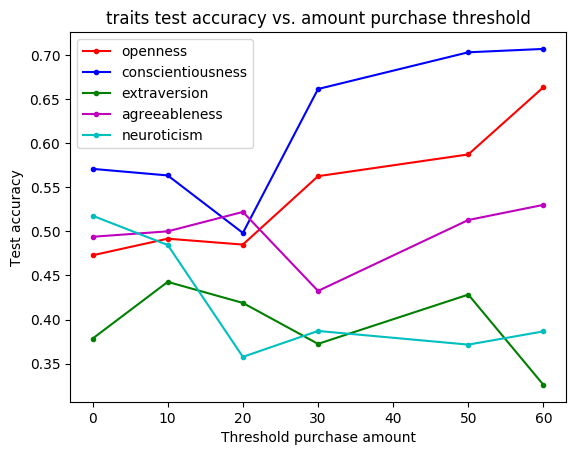 traits test accuracy vs. amount purchase threshold
openness
conscientiousness
extraversion
agreeableness
neuroticism
0.70
0.65
0.60
0.55
0.50
0.45
0.40
0.35
Test accuracy
0 10 20 30 40 50 60
Threshold purchase amount